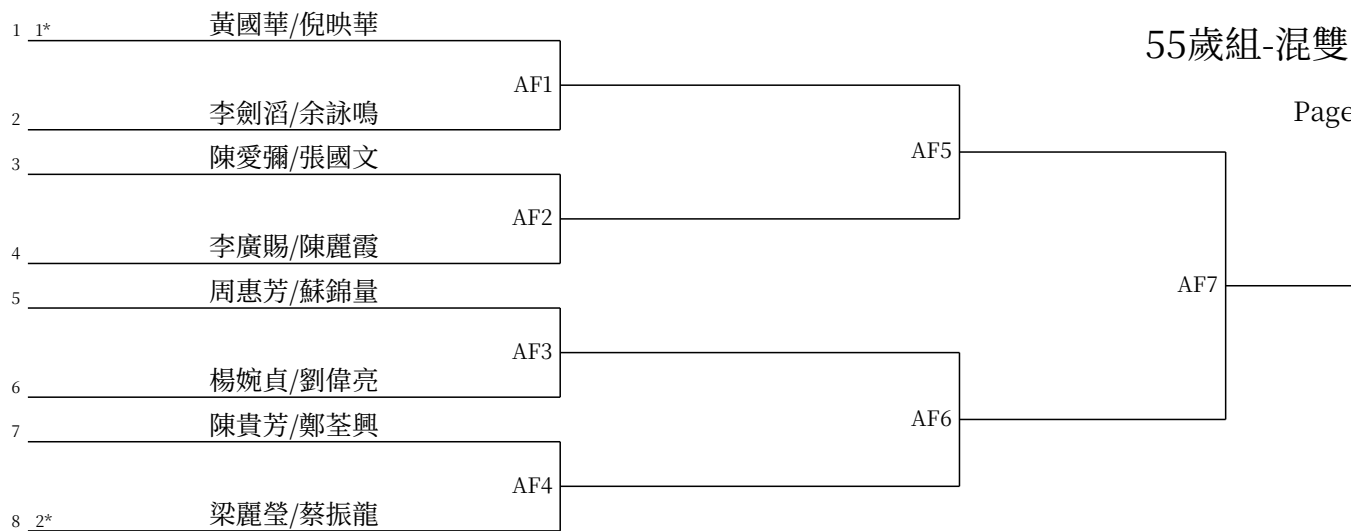 1 1* 黃國華/倪映華
55歲組-混雙
AF1
2 李劍滔/余詠鳴
Page
3 陳愛彌/張國文
AF5
AF2
4 李廣賜/陳麗霞
5 周惠芳/蘇錦量
AF7
AF3
6 楊婉貞/劉偉亮
7 陳貴芳/鄭荃興
AF6
AF4
8 2* 梁麗瑩/蔡振龍